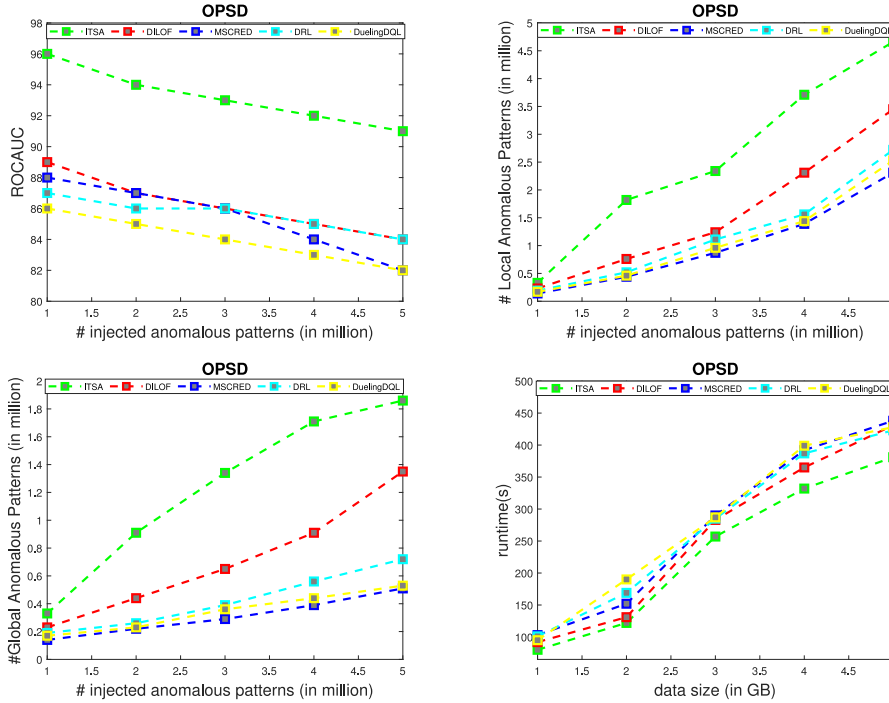 OPSD
ITSA DILOF MSCRED DRL DuelingDQL
98
96
94
92
90
88
86
84
82
80
ROCAUC
1 1.5 2 2.5 3 3.5 4 4.5 5
# injected anomalous patterns (in million)
OPSD
ITSA DILOF MSCRED DRL DuelingDQL
5
4.5
4
3.5
3
2.5
2
1.5
1
0.5
0
# Local Anomalous Patterns (in million)
1 1.5 2 2.5 3 3.5 4 4.5
# injected anomalous patterns (in million)
OPSD
ITSA DILOF MSCRED DRL DuelingDQL
2
1.8
1.6
1.4
1.2
1
0.8
0.6
0.4
0.2
0
#Global Anomalous Patterns (in million)
1 1.5 2 2.5 3 3.5 4 4.5 5
# injected anomalous patterns (in million)
OPSD
ITSA DILOF MSCRED DRL DuelingDQL
500
450
400
350
300
250
200
150
100
runtime(s)
1 1.5 2 2.5 3 3.5 4 4.5
data size (in GB)